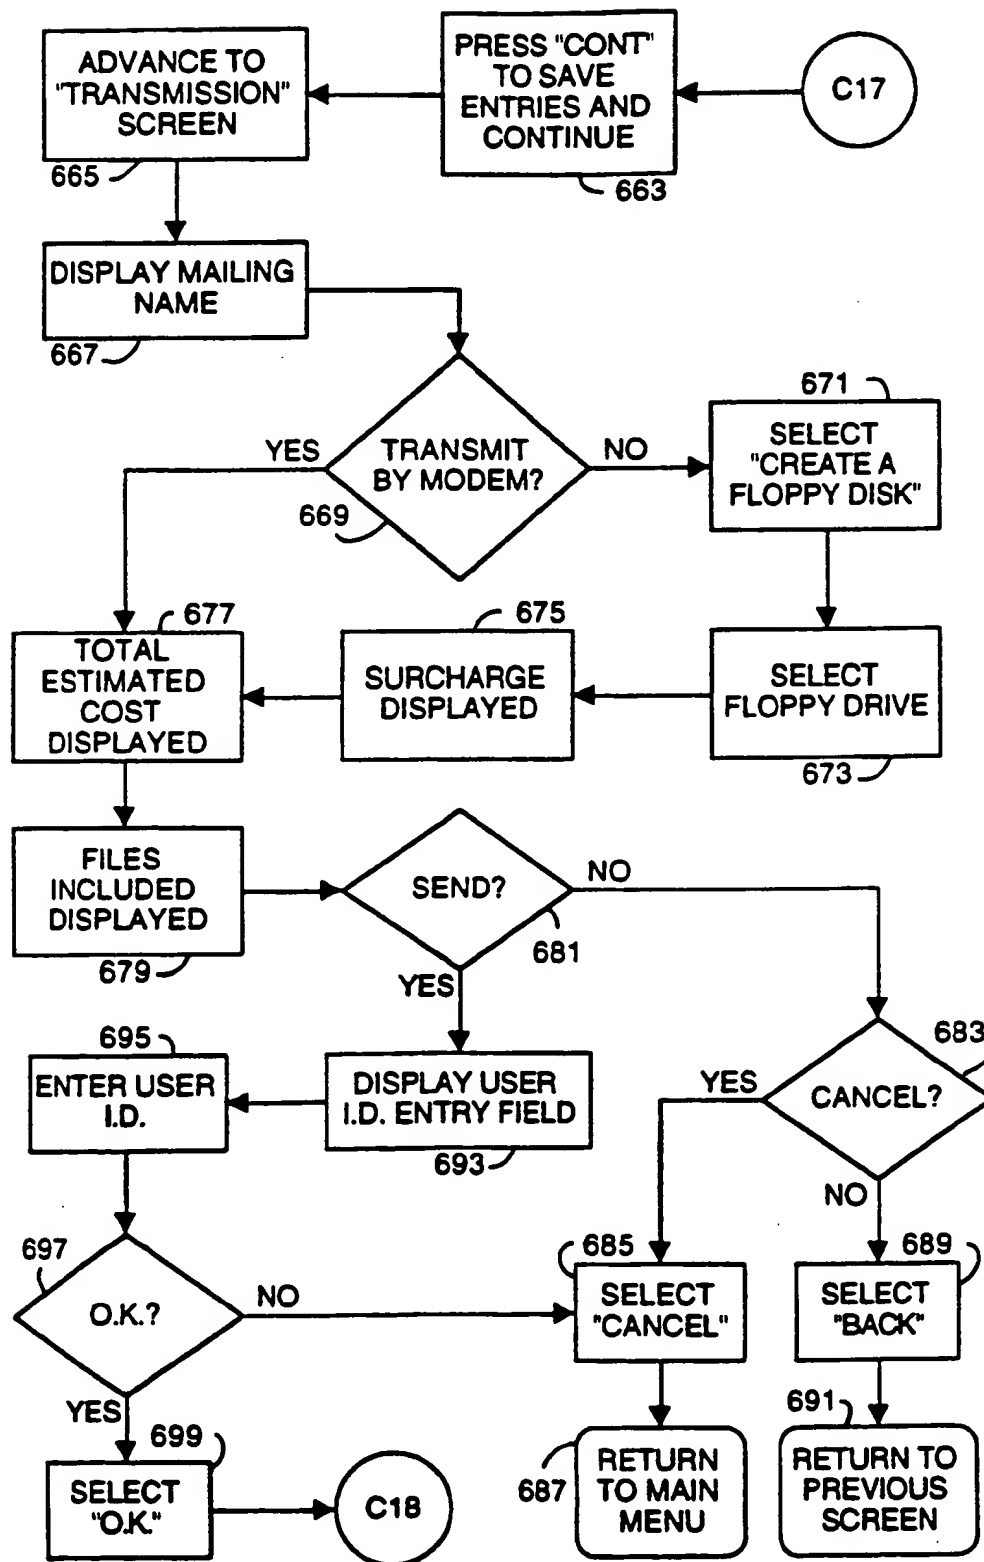 C17
PRESS "CONT"
TO SAVE
ENTRIES AND
CONTINUE
663
ADVANCE TO
"TRANSMISSION"
SCREEN
665
DISPLAY MAILING
NAME
667
TRANSMIT
BY MODEM?
669
YES
NO
671
SELECT
"CREATE A
FLOPPY DISK"
SELECT
FLOPPY DRIVE
673
675
SURCHARGE
DISPLAYED
677
TOTAL
ESTIMATED
COST
DISPLAYED
FILES
INCLUDED
DISPLAYED
679
SEND?
681
NO
YES
683
CANCEL?
YES
NO
DISPLAY USER
I.D. ENTRY FIELD
693
695
ENTER USER
I.D.
697
O.K.?
NO
YES
685
SELECT
"CANCEL"
689
SELECT
"BACK"
699
SELECT
"O.K."
C18
687
RETURN
TO MAIN
MENU
691
RETURN TO
PREVIOUS
SCREEN